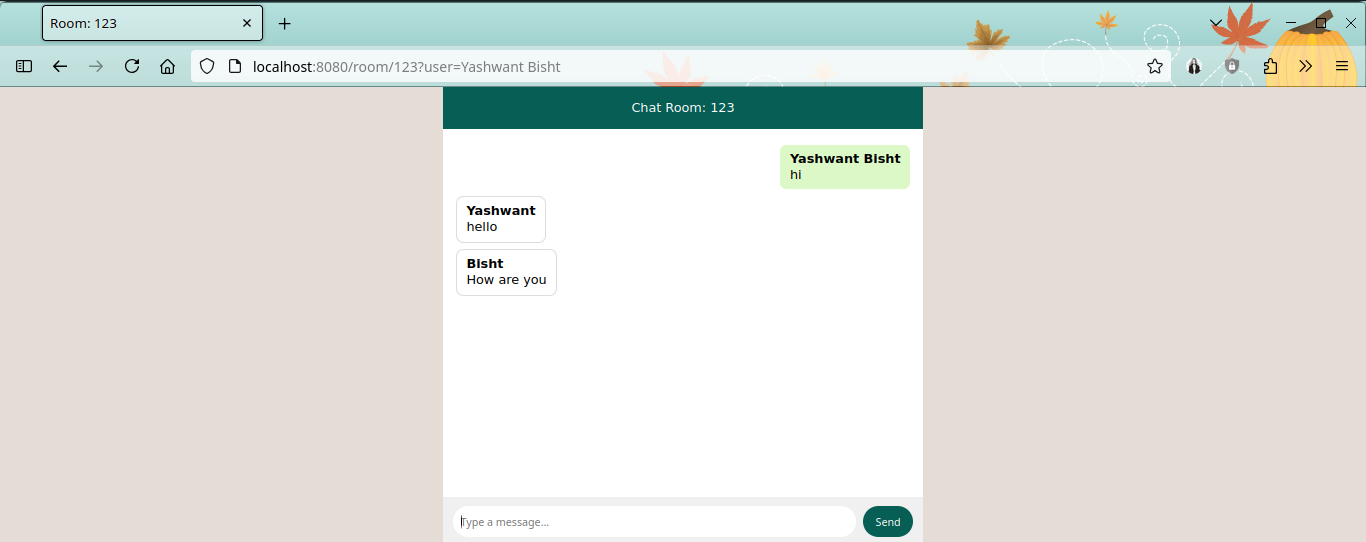 Room: 123
localhost:8080/room/123?user=Yashwant Bisht
Chat Room: 123
Yashwant Bisht
hi
Yashwant
hello
Bisht
How are you
Type a message...
Send